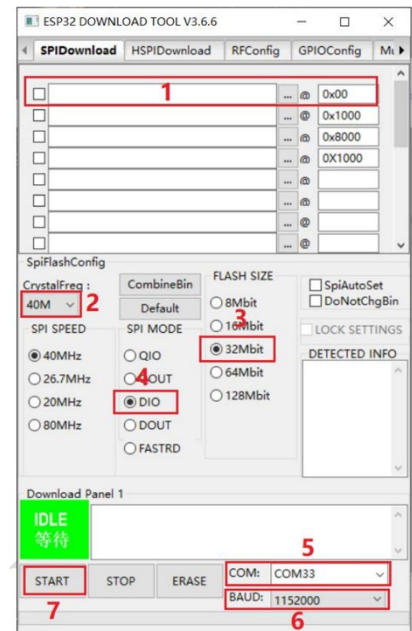 ESP32 DOWNLOAD TOOL V3.6.6
SPIDownload HSPIDownload RFConfig GPIOConfig Mu
1
... @ 0x00
... @ 0x1000
... @ 0x8000
... @ 0X1000
... @
... @
... @
... @
SpiFlashConfig
CrystalFreq :
40M 2
CombineBin
Default
SPI SPEED
40MHz
26.7MHz
20MHz
80MHz
SPI MODE
QIO
4
DIO
DOUT
FASTRD
FLASH SIZE
8Mbit
16Mbit
3
32Mbit
64Mbit
128Mbit
SpiAutoSet
DoNotChgBin
LOCK SETTINGS
DETECTED INFO
Download Panel 1
IDLE
等待
5
START STOP ERASE
COM: COM33
BAUD: 1152000
7
6